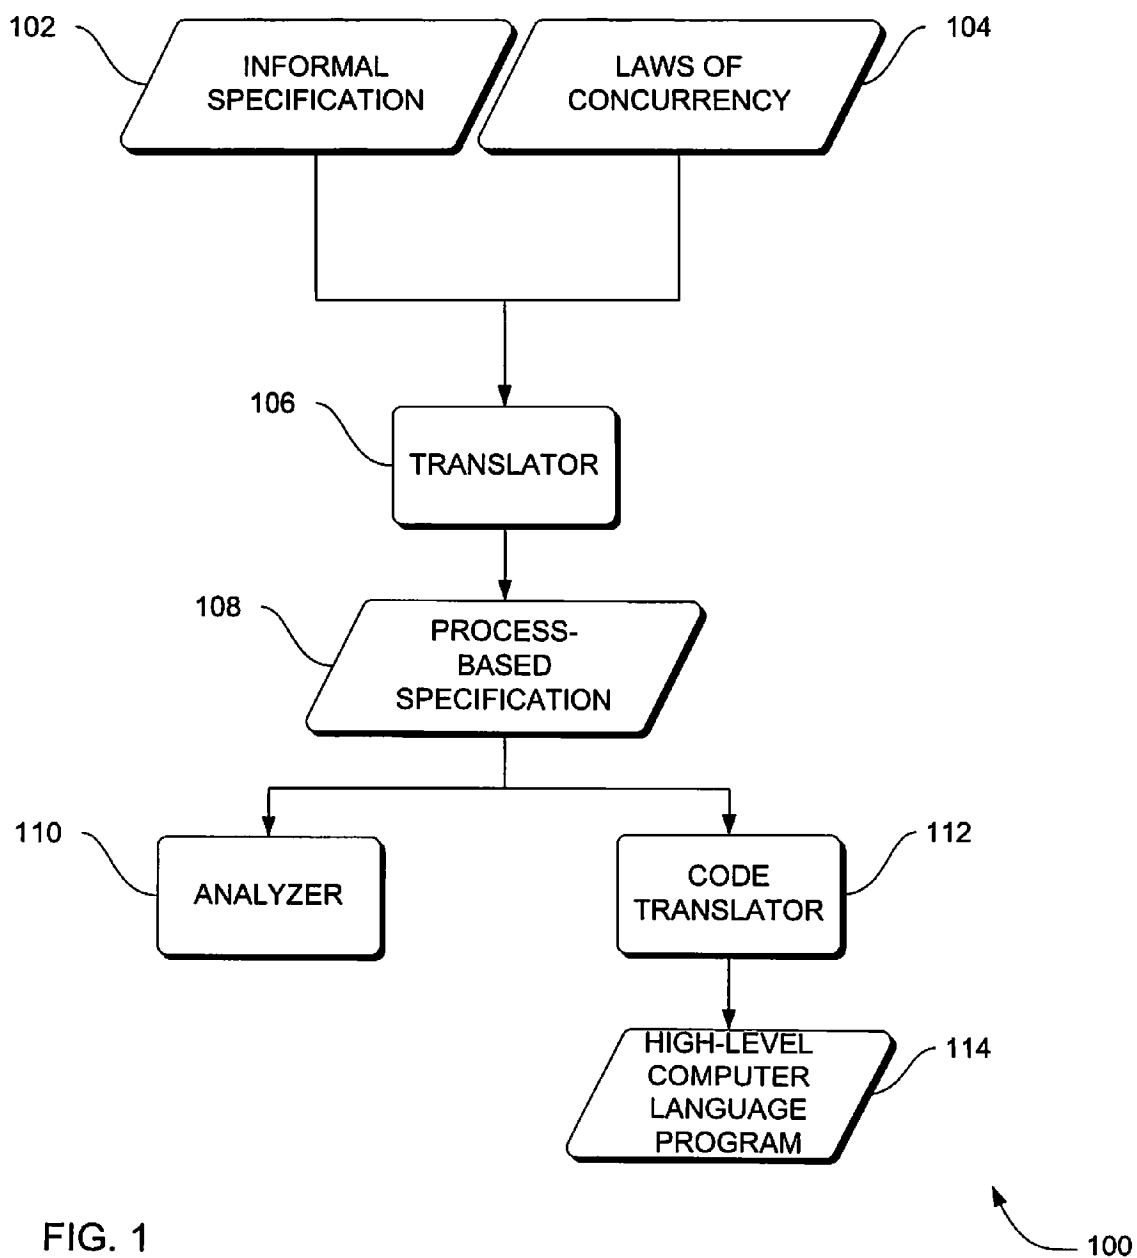 102
INFORMAL
SPECIFICATION
LAWS OF
CONCURRENCY
104
106
TRANSLATOR
108
PROCESS-
BASED
SPECIFICATION
110
ANALYZER
CODE
TRANSLATOR
112
HIGH-LEVEL
COMPUTER
LANGUAGE
PROGRAM
114
FIG. 1
100